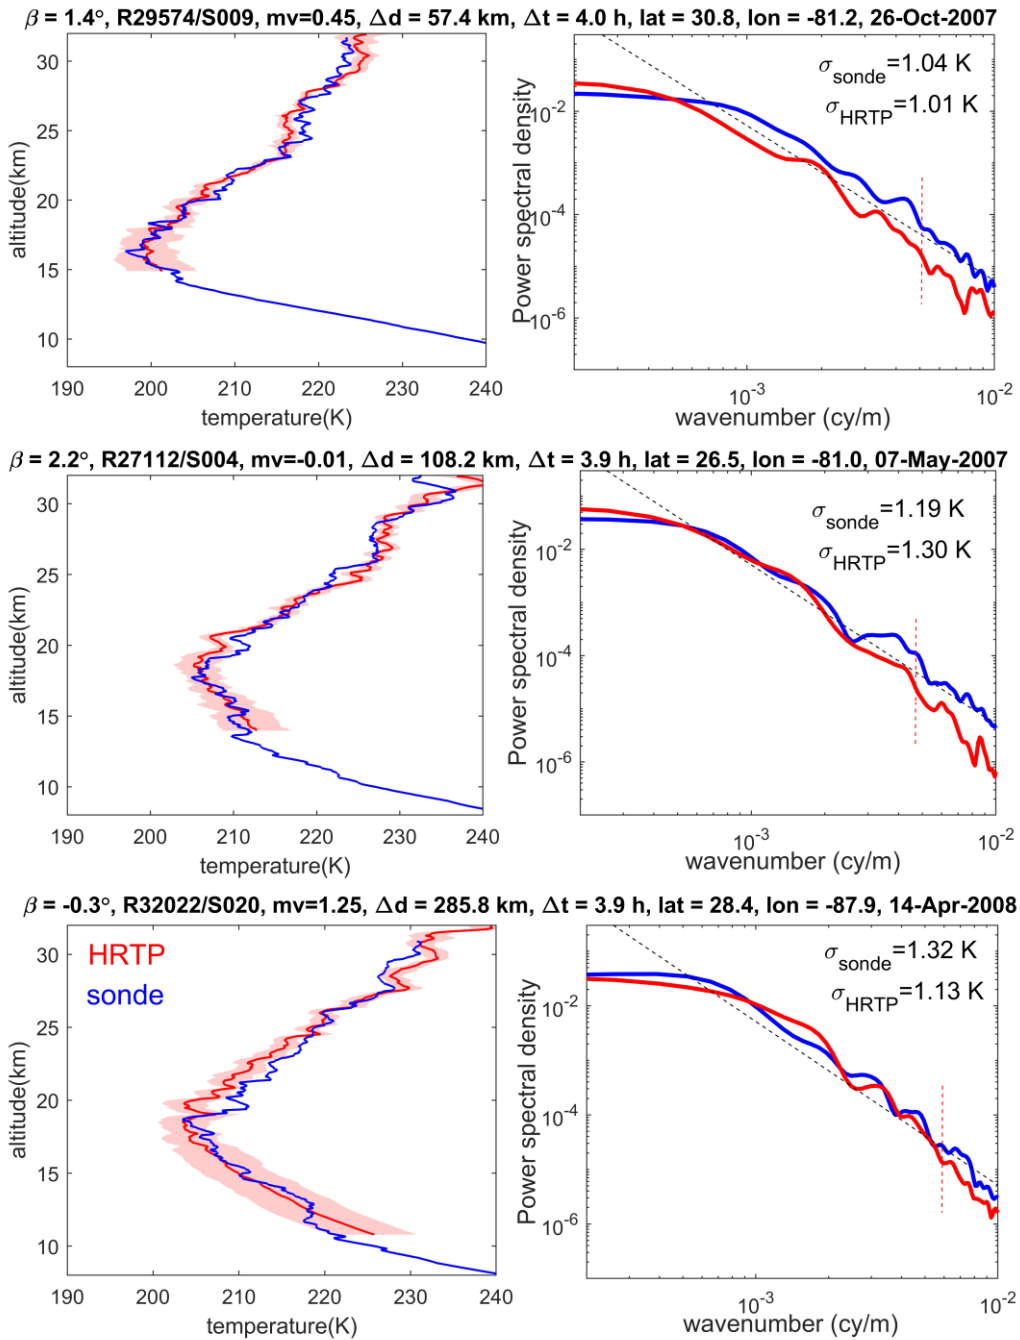 β = 1.4°, R29574/S009, mv=0.45, Δd = 57.4 km, Δt = 4.0 h, lat = 30.8, lon = -81.2, 26-Oct-2007
altitude(km)
30
25
20
15
10
190 200 210 220 230 240
temperature(K)
Power spectral density
10⁻²
10⁻⁴
10⁻⁶
σsonde=1.04 K
σHRTP=1.01 K
10⁻³ 10⁻²
wavenumber (cy/m)
β = 2.2°, R27112/S004, mv=-0.01, Δd = 108.2 km, Δt = 3.9 h, lat = 26.5, lon = -81.0, 07-May-2007
altitude(km)
30
25
20
15
10
190 200 210 220 230 240
temperature(K)
Power spectral density
10⁻²
10⁻⁴
10⁻⁶
σsonde=1.19 K
σHRTP=1.30 K
10⁻³ 10⁻²
wavenumber (cy/m)
β = -0.3°, R32022/S020, mv=1.25, Δd = 285.8 km, Δt = 3.9 h, lat = 28.4, lon = -87.9, 14-Apr-2008
HRTP
sonde
altitude(km)
30
25
20
15
10
190 200 210 220 230 240
temperature(K)
Power spectral density
10⁻²
10⁻⁴
10⁻⁶
σsonde=1.32 K
σHRTP=1.13 K
10⁻³ 10⁻²
wavenumber (cy/m)